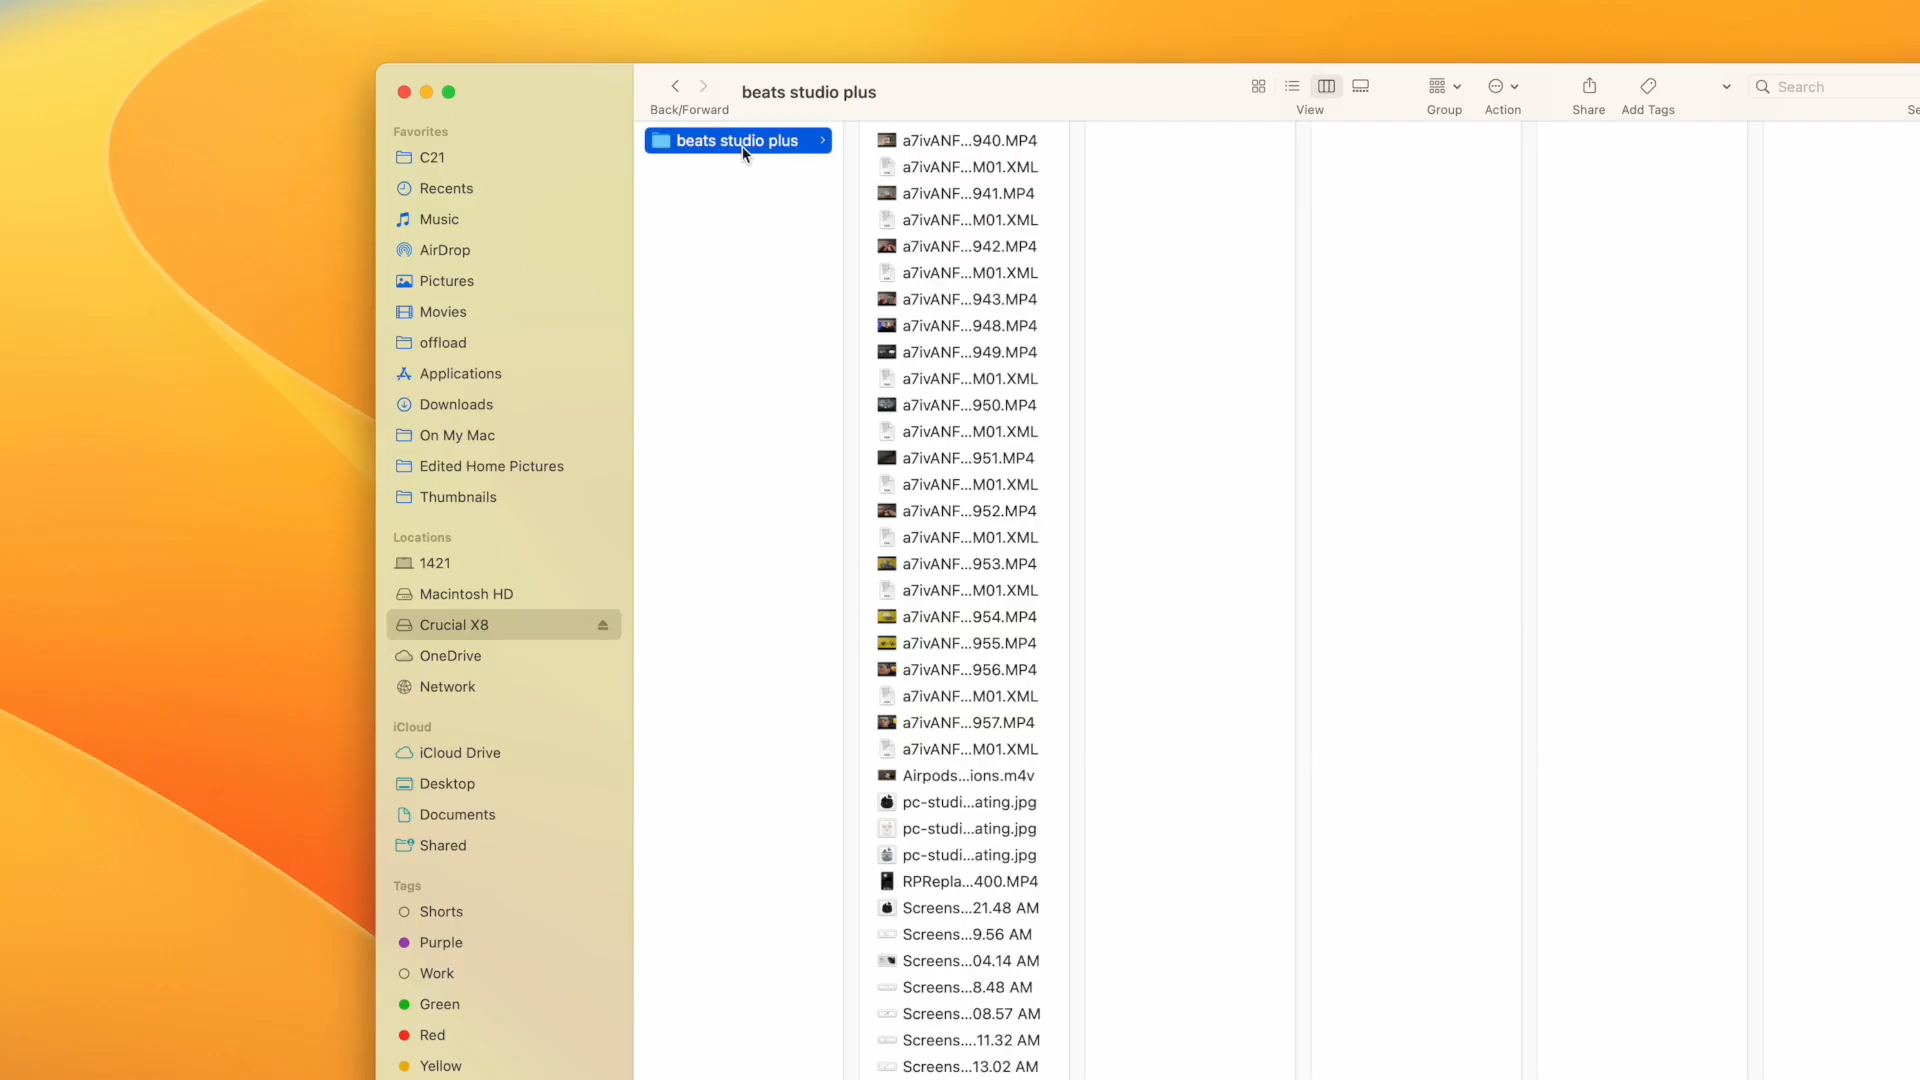 beats studio plus
Back/Forward
View
Group
Action
Share
Add Tags
Search
Favorites
C21
Recents
Music
AirDrop
Pictures
Movies
offload
Applications
Downloads
On My Mac
Edited Home Pictures
Thumbnails
Locations
1421
Macintosh HD
Crucial X8
OneDrive
Network
iCloud
iCloud Drive
Desktop
Documents
Shared
Tags
Shorts
Purple
Work
Green
Red
Yellow
beats studio plus
a7ivANF...940.MP4
a7ivANF...M01.XML
a7ivANF...941.MP4
a7ivANF...M01.XML
a7ivANF...942.MP4
a7ivANF...M01.XML
a7ivANF...943.MP4
a7ivANF...948.MP4
a7ivANF...949.MP4
a7ivANF...M01.XML
a7ivANF...950.MP4
a7ivANF...M01.XML
a7ivANF...951.MP4
a7ivANF...M01.XML
a7ivANF...952.MP4
a7ivANF...M01.XML
a7ivANF...953.MP4
a7ivANF...M01.XML
a7ivANF...954.MP4
a7ivANF...955.MP4
a7ivANF...956.MP4
a7ivANF...M01.XML
a7ivANF...957.MP4
a7ivANF...M01.XML
Airpods...ions.m4v
pc-studi...ating.jpg
pc-studi...ating.jpg
pc-studi...ating.jpg
RPRepla...400.MP4
Screens...21.48 AM
Screens...9.56 AM
Screens...04.14 AM
Screens...8.48 AM
Screens...08.57 AM
Screens....11.32 AM
Screens...13.02 AM